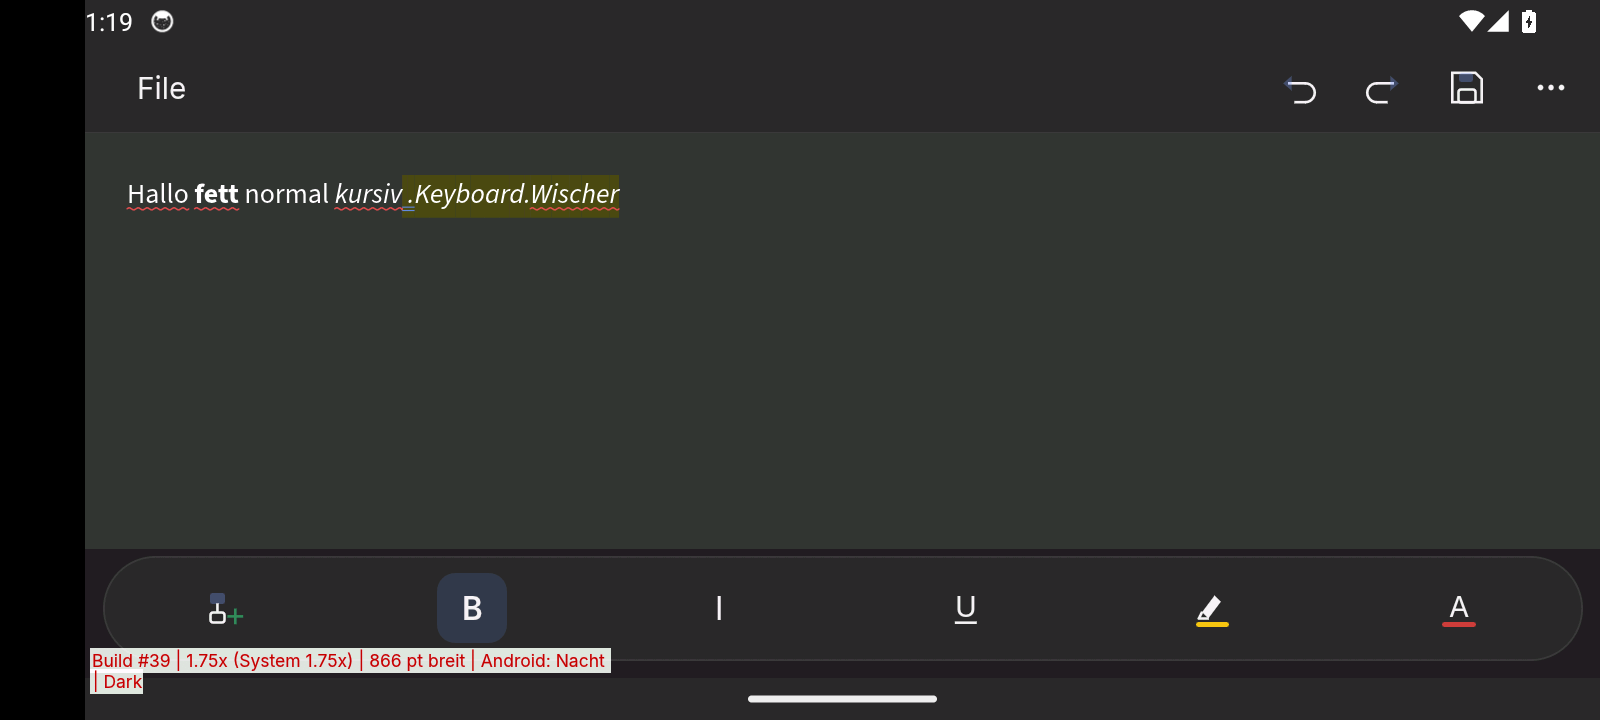 1:19
File
Hallo fett normal kursiv .Keyboard.Wischer
B I U A
Build #39 | 1.75x (System 1.75x) | 866 pt breit | Android: Nacht
| Dark